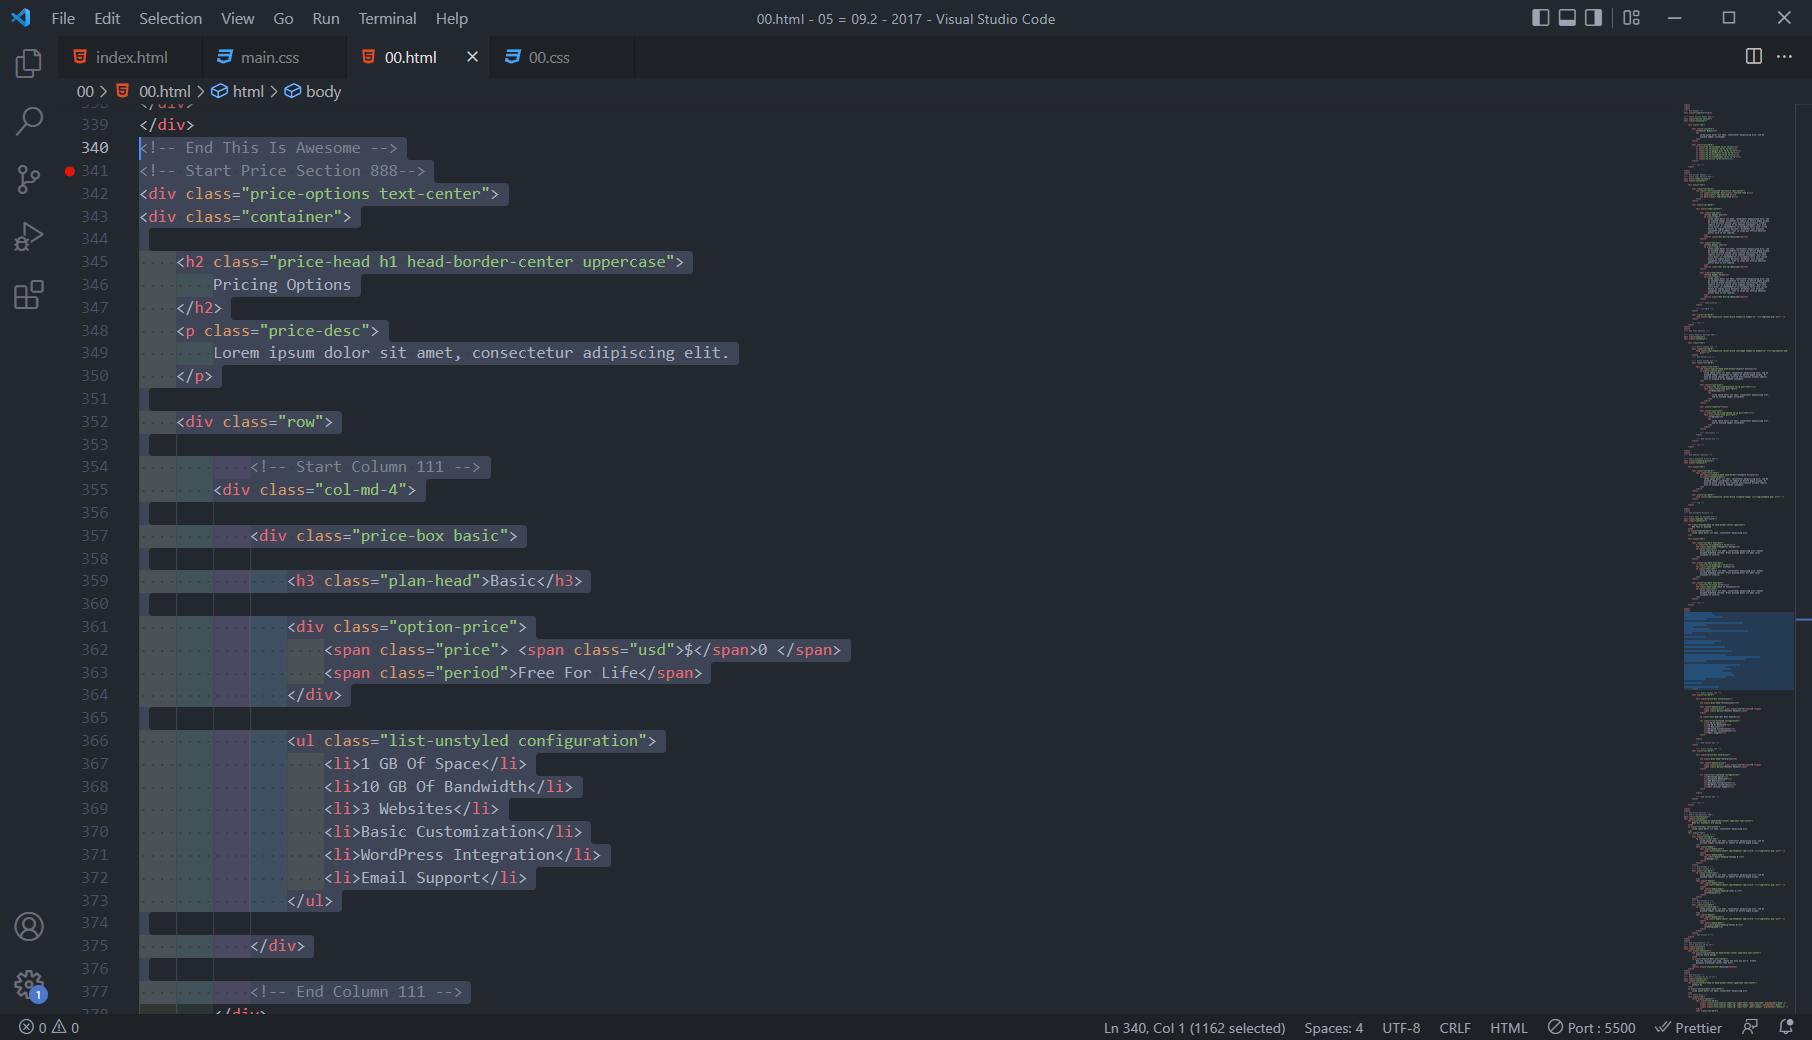 File Edit Selection View Go Run Terminal Help
00.html - 05 = 09.2 - 2017 - Visual Studio Code
index.html main.css 00.html 00.css
00 > 00.html > html > body
338 </div>
339 </div>
340 <!-- End This Is Awesome -->
341 <!-- Start Price Section 888-->
342 <div class="price-options text-center">
343 <div class="container">
344
345 <h2 class="price-head h1 head-border-center uppercase">
346 Pricing Options
347 </h2>
348 <p class="price-desc">
349 Lorem ipsum dolor sit amet, consectetur adipiscing elit.
350 </p>
351
352 <div class="row">
353
354 <!-- Start Column 111 -->
355 <div class="col-md-4">
356
357 <div class="price-box basic">
358
359 <h3 class="plan-head">Basic</h3>
360
361 <div class="option-price">
362 <span class="price"> <span class="usd">$</span>0 </span>
363 <span class="period">Free For Life</span>
364 </div>
365
366 <ul class="list-unstyled configuration">
367 <li>1 GB Of Space</li>
368 <li>10 GB Of Bandwidth</li>
369 <li>3 Websites</li>
370 <li>Basic Customization</li>
371 <li>WordPress Integration</li>
372 <li>Email Support</li>
373 </ul>
374
375 </div>
376
377 <!-- End Column 111 -->
378 </div>
1
0 0 Ln 340, Col 1 (1162 selected) Spaces: 4 UTF-8 CRLF HTML Port : 5500 Prettier